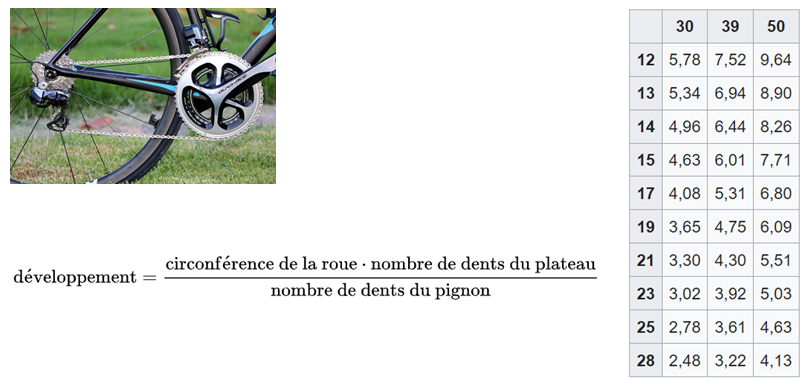 DURA-ACE
développement = circonférence de la roue · nombre de dents du plateau
nombre de dents du pignon
30 39 50
12 5,78 7,52 9,64
13 5,34 6,94 8,90
14 4,96 6,44 8,26
15 4,63 6,01 7,71
17 4,08 5,31 6,80
19 3,65 4,75 6,09
21 3,30 4,30 5,51
23 3,02 3,92 5,03
25 2,78 3,61 4,63
28 2,48 3,22 4,13